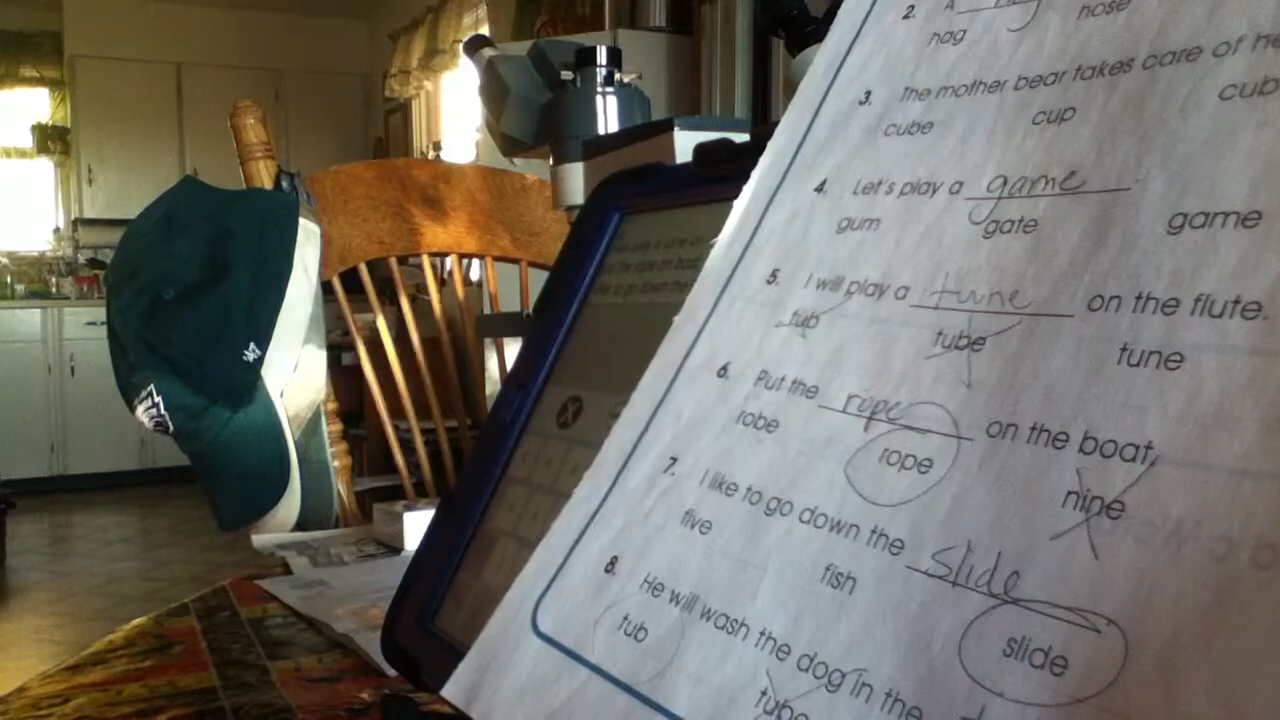 2. A
hag nose
3. The mother bear takes care of
cube cup cub
4. Let's play a game
gum gate game
5. I will play a tune on the flute.
tub tube tune
6. Put the rope on the boat.
robe rope nine
7. I like to go down the slide
five fish slide
8. He will wash the dog in the
tub tube
'47